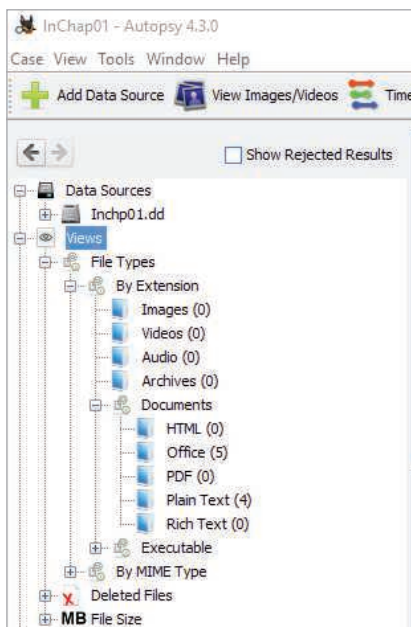 InChap01 - Autopsy 4.3.0
Case View Tools Window Help
Add Data Source View Images/Videos Time
Show Rejected Results
Data Sources
Inchp01.dd
Views
File Types
By Extension
Images (0)
Videos (0)
Audio (0)
Archives (0)
Documents
HTML (0)
Office (5)
PDF (0)
Plain Text (4)
Rich Text (0)
Executable
By MIME Type
Deleted Files
MB File Size